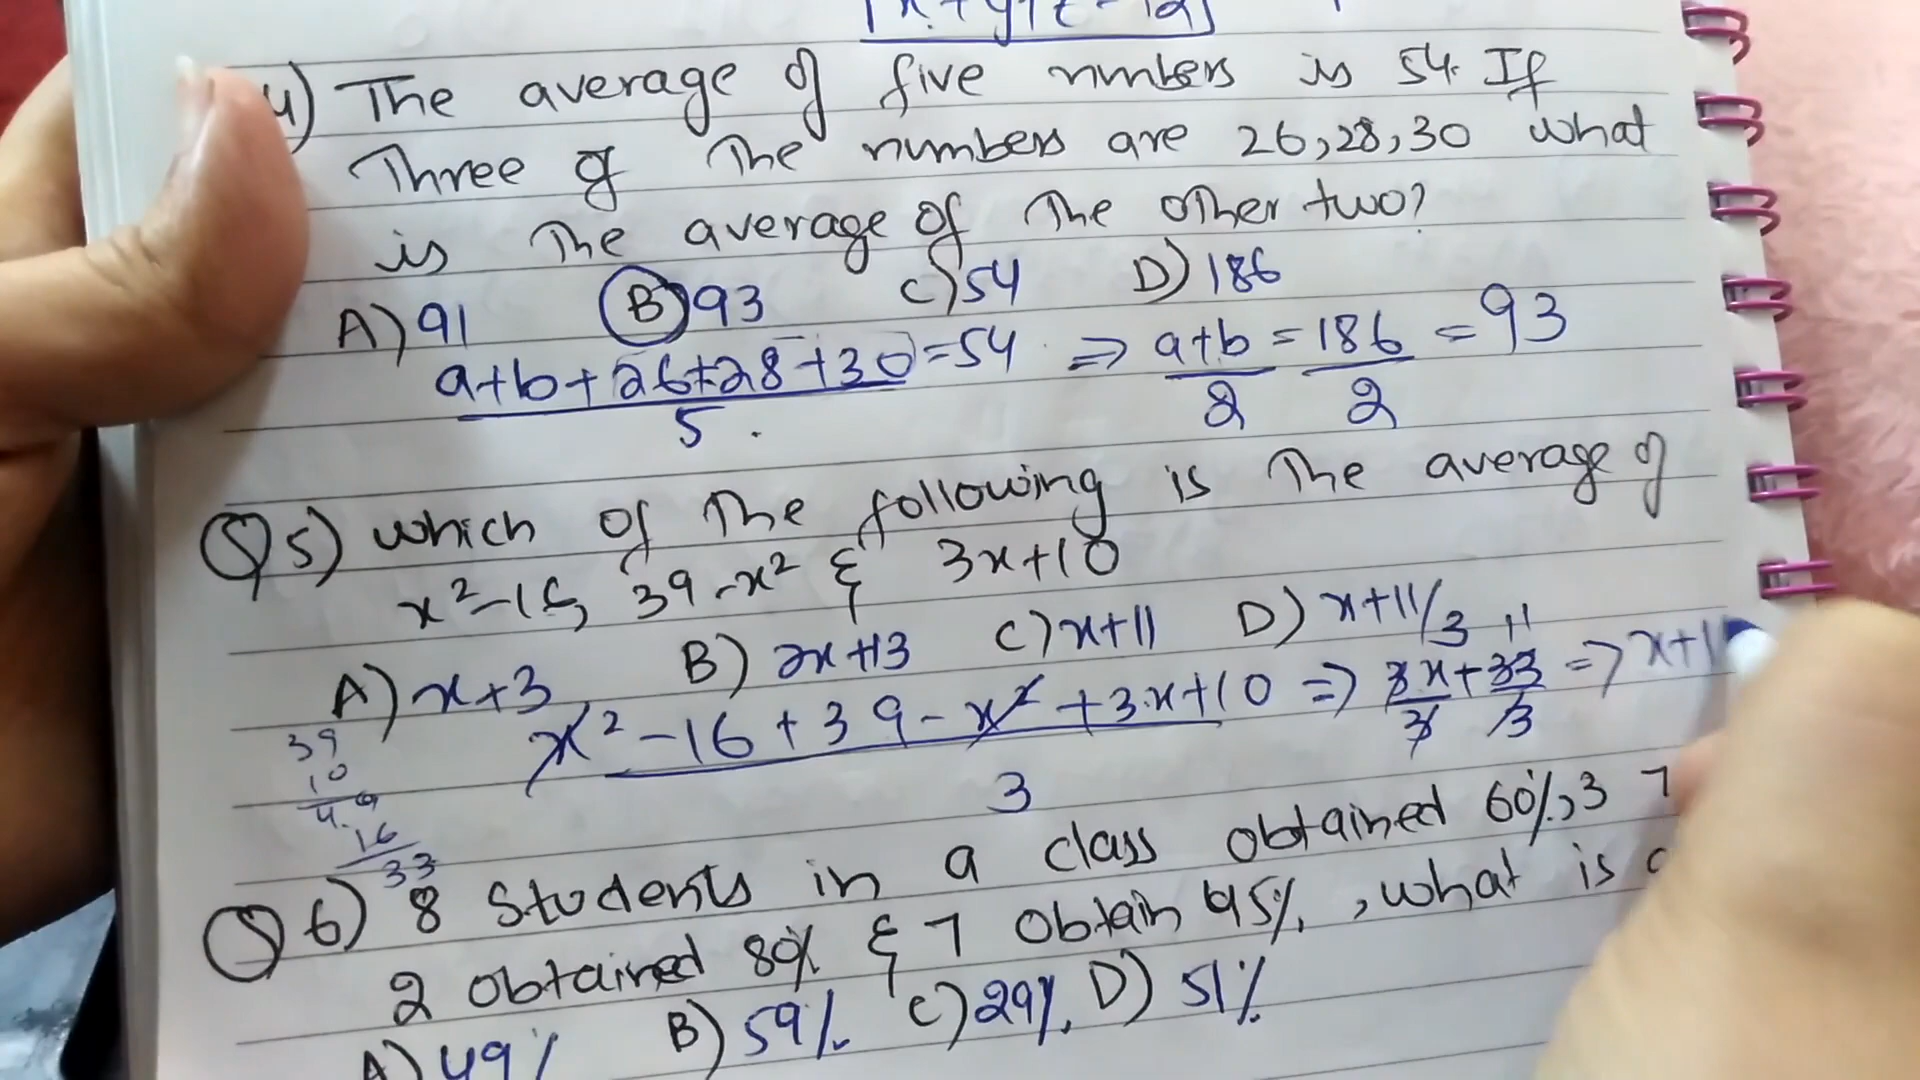 4) The average of five numbers is 54. If
Three of The numbers are 26,28,30 what
is The average of The other two?
A) 91 B) 93 C) 54 D) 186
a+b+26+28+30 = 54 => a+b = 186 = 93
5 2 2
Q5) which of The following is The average of
x²-16, 39-x² & 3x+10
A) x+3 B) 2x+13 C) x+11 D) x+11/3
x²-16+39-x²+3x+10 => 3x+33 => x+11
3 3 3
11
39
10
49
16
33
Q6) 8 Students in a class obtained 60%, 3 7
2 obtained 80% & 7 Obtain 45%, what is
A) 49% B) 59% C) 29% D) 51%